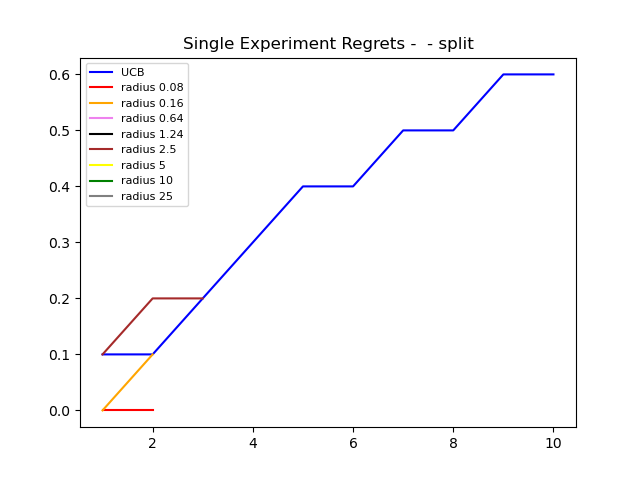 Single Experiment Regrets -  - split
UCB
radius 0.08
radius 0.16
radius 0.64
radius 1.24
radius 2.5
radius 5
radius 10
radius 25
0.6
0.5
0.4
0.3
0.2
0.1
0.0
2 4 6 8 10